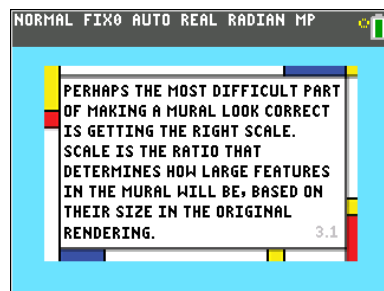 NORMAL FIX0 AUTO REAL RADIAN MP
PERHAPS THE MOST DIFFICULT PART
OF MAKING A MURAL LOOK CORRECT
IS GETTING THE RIGHT SCALE.
SCALE IS THE RATIO THAT
DETERMINES HOW LARGE FEATURES
IN THE MURAL WILL BE, BASED ON
THEIR SIZE IN THE ORIGINAL
RENDERING.
3.1